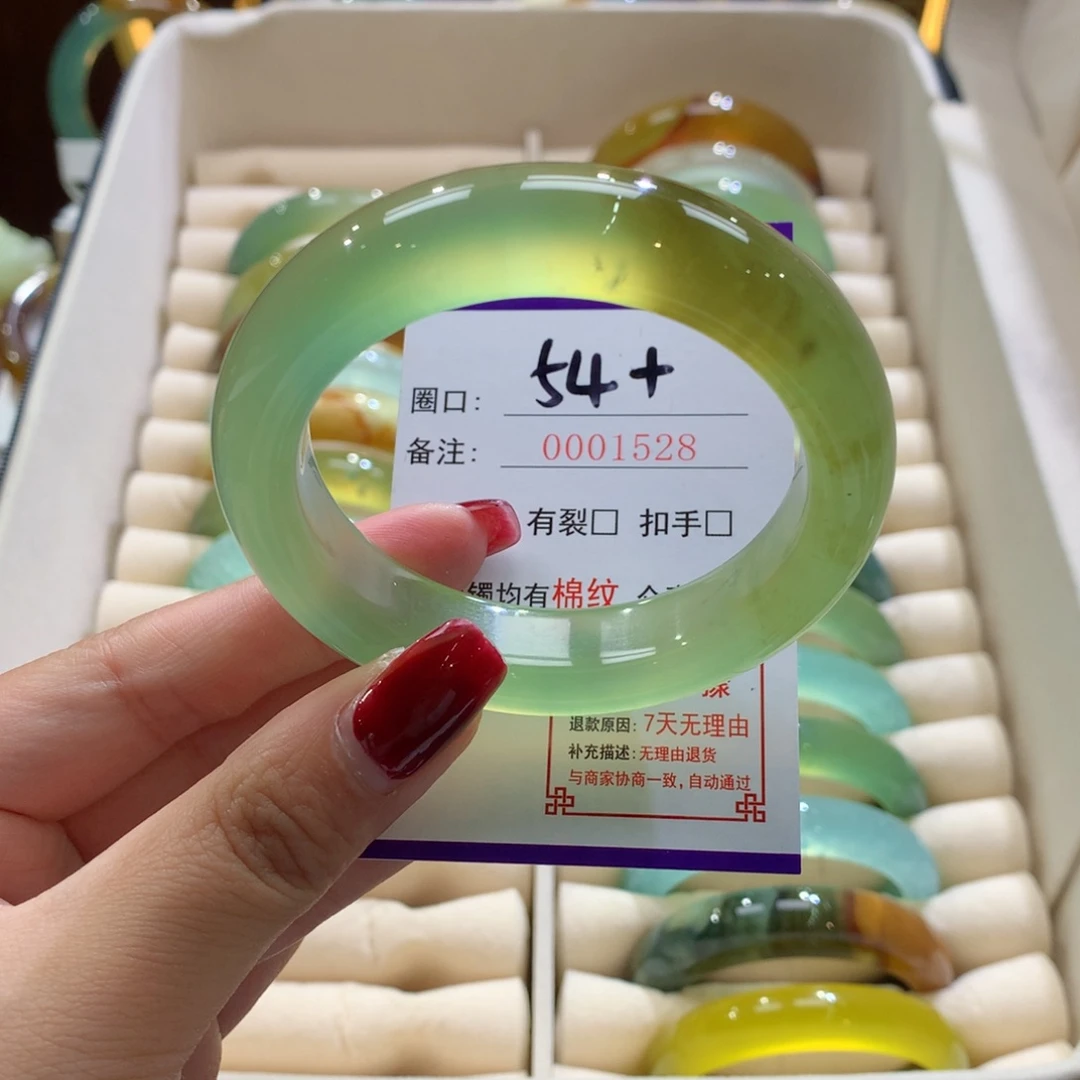 圈口: 54+
备注: 0001528
有裂□ 扣手□
镯均有棉纹
退款原因: 7天无理由
补充描述: 无理由退货
与商家协商一致, 自动通过